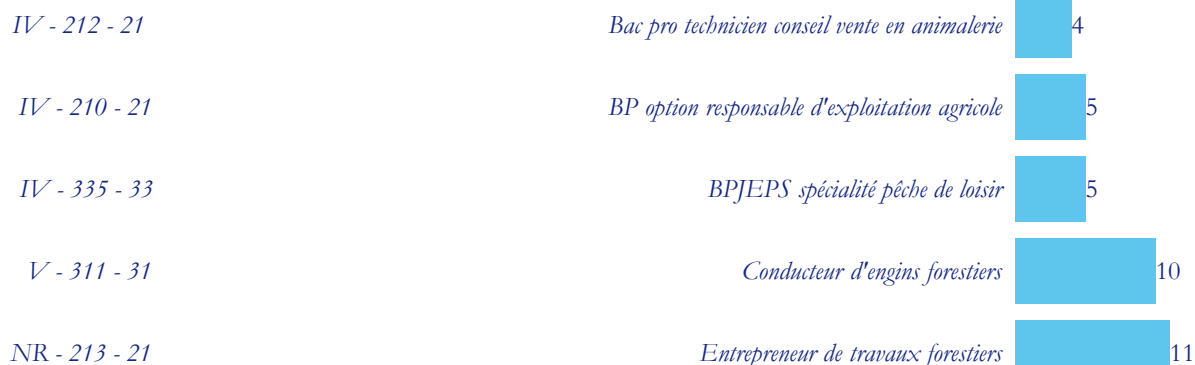 IV - 212 - 21 Bac pro technicien conseil vente en animalerie 4
IV - 210 - 21 BP option responsable d'exploitation agricole 5
IV - 335 - 33 BPJEPS spécialité pêche de loisir 5
V - 311 - 31 Conducteur d'engins forestiers 10
NR - 213 - 21 Entrepreneur de travaux forestiers 11